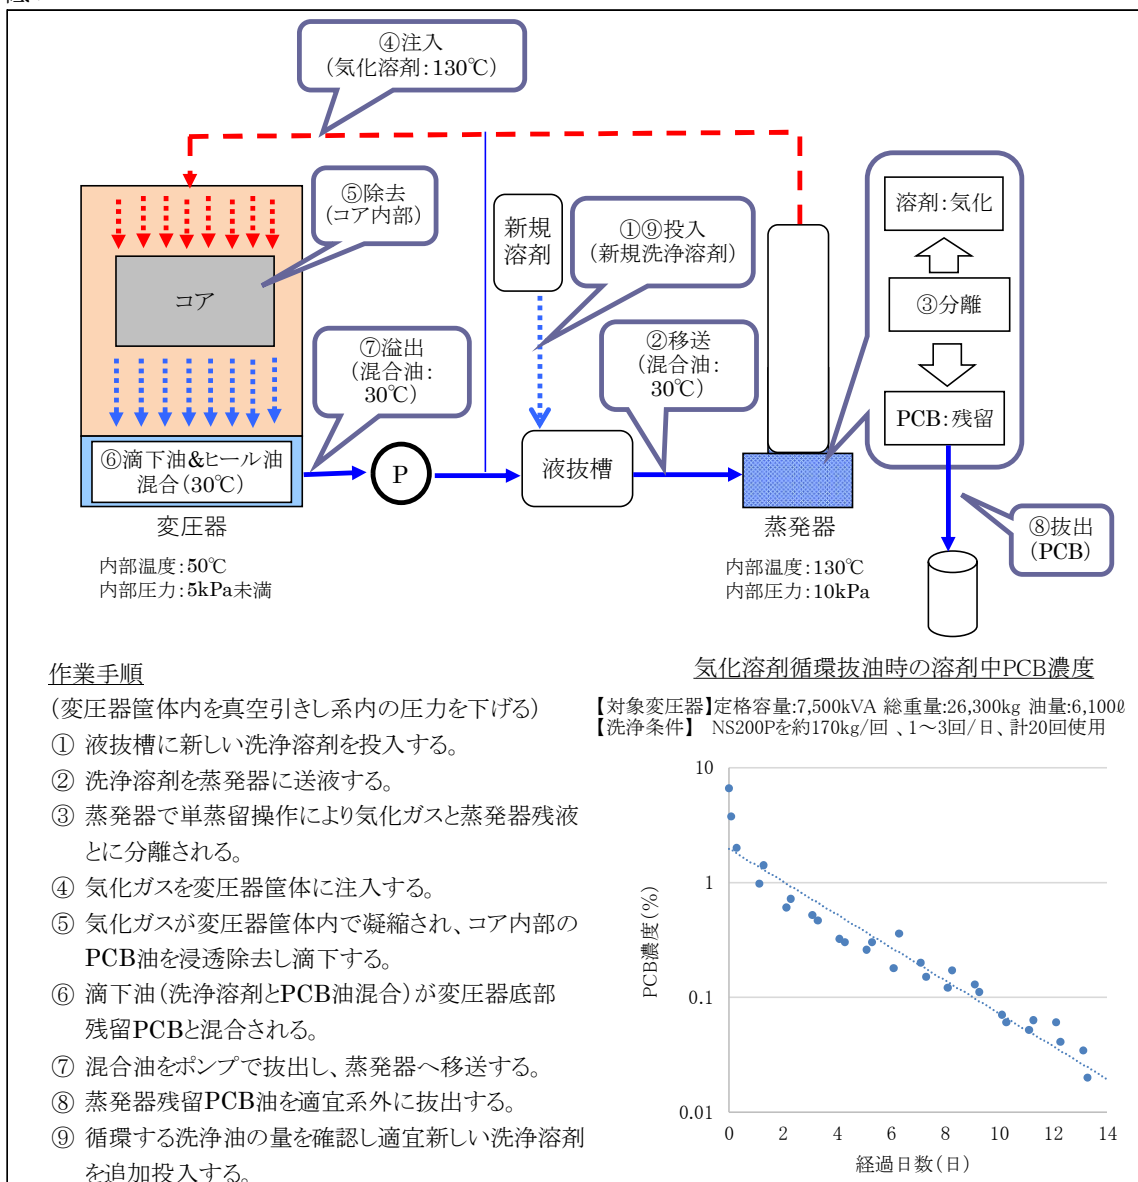 ④注入
(気化溶剤：130℃)
⑤除去
(コア内部)
新規
溶剤
①⑨投入
(新規洗浄溶剤)
溶剤：気化
③分離
PCB：残留
コア
⑦溢出
(混合油：
30℃)
②移送
(混合油：
30℃)
⑥滴下油&ヒール油
混合(30℃)
P
液抜槽
変圧器
蒸発器
⑧抜出
(PCB)
内部温度：50℃
内部圧力：5kPa未満
内部温度：130℃
内部圧力：10kPa
作業手順
(変圧器筐体内を真空引きし系内の圧力を下げる)
① 液抜槽に新しい洗浄溶剤を投入する。
② 洗浄溶剤を蒸発器に送液する。
③ 蒸発器で単蒸留操作により気化ガスと蒸発器残液
とに分離される。
④ 気化ガスを変圧器筐体に注入する。
⑤ 気化ガスが変圧器筐体内で凝縮され、コア内部の
PCB油を浸透除去し滴下する。
⑥ 滴下油(洗浄溶剤とPCB油混合)が変圧器底部
残留PCBと混合される。
⑦ 混合油をポンプで抜出し、蒸発器へ移送する。
⑧ 蒸発器残留PCB油を適宜系外に抜出する。
⑨ 循環する洗浄油の量を確認し適宜新しい洗浄溶剤
を追加投入する。
気化溶剤循環抜油時の溶剤中PCB濃度
【対象変圧器】定格容量:7,500kVA 総重量:26,300kg 油量:6,100ℓ
【洗浄条件】 NS200Pを約170kg/回 、1～3回/日、計20回使用
10
1
0.1
0.01
PCB濃度(%)
0 2 4 6 8 10 12 14
経過日数(日)